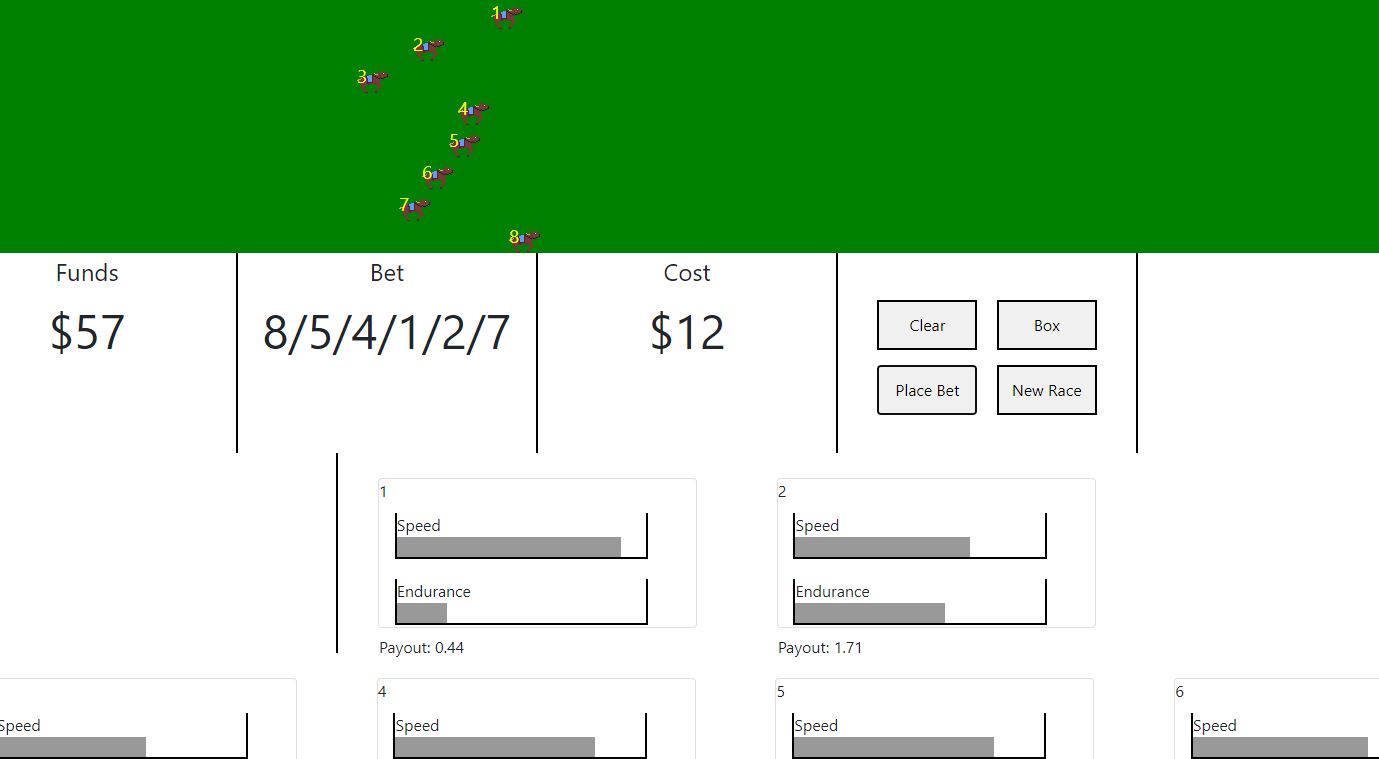 1
2
3
4
5
6
7
8
Funds
Bet
Cost
$57
8/5/4/1/2/7
$12
Clear
Box
Place Bet
New Race
1
2
Speed
Speed
Endurance
Endurance
Payout: 0.44
Payout: 1.71
4
5
6
Speed
Speed
Speed
Speed